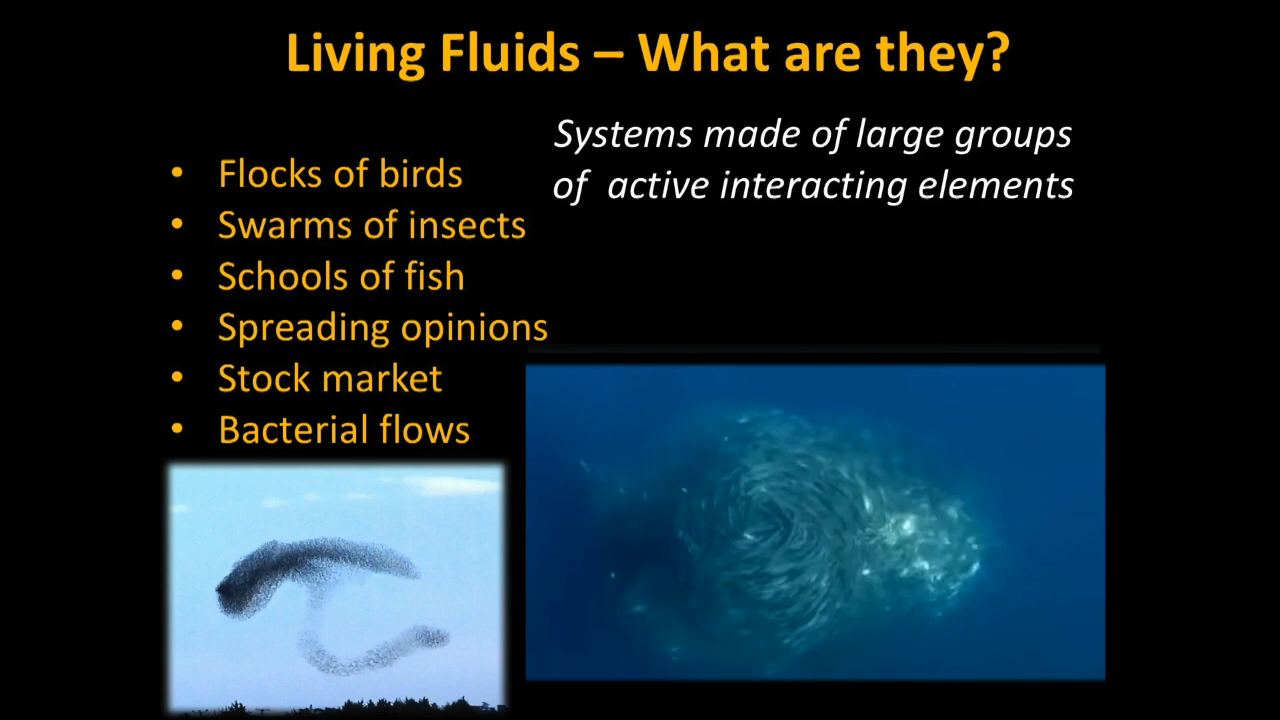 Living Fluids – What are they?
Systems made of large groups
of active interacting elements
• Flocks of birds
• Swarms of insects
• Schools of fish
• Spreading opinions
• Stock market
• Bacterial flows